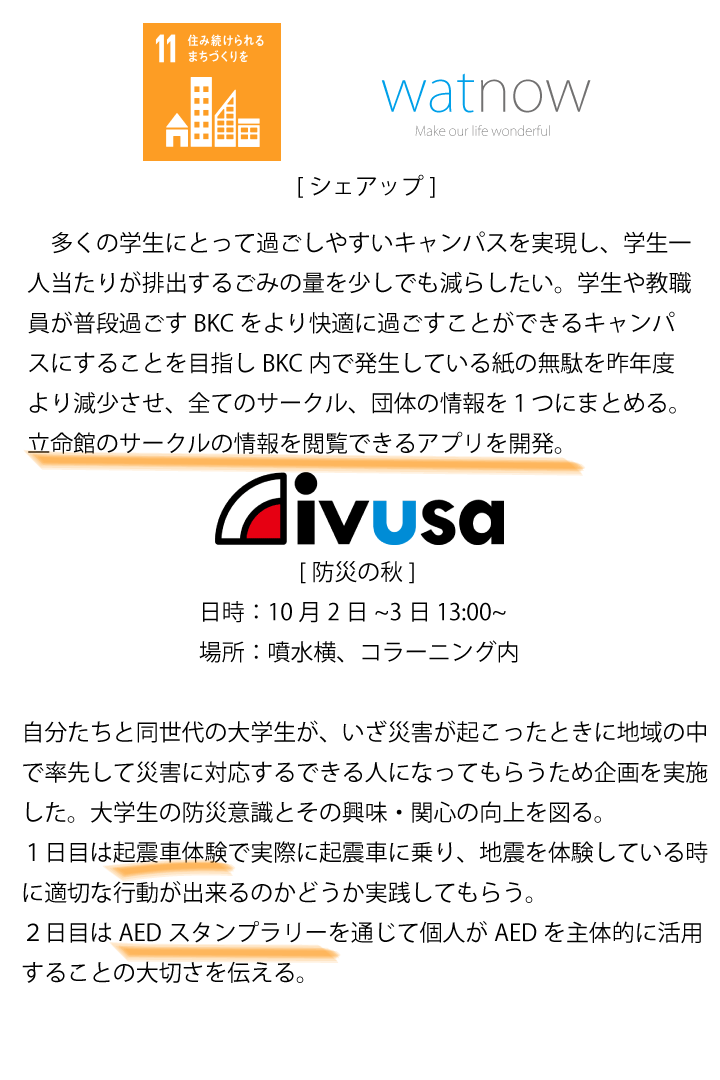 11 住み続けられる
まちづくりを
watnow
Make our life wonderful
[ シェアップ ]
多くの学生にとって過ごしやすいキャンパスを実現し、学生一
人当たりが排出するごみの量を少しでも減らしたい。学生や教職
員が普段過ごす BKC をより快適に過ごすことができるキャンパ
スにすることを目指し BKC 内で発生している紙の無駄を昨年度
より減少させ、全てのサークル、団体の情報を 1 つにまとめる。
立命館のサークルの情報を閲覧できるアプリを開発。
ivusa
[ 防災の秋 ]
日時：10 月 2 日 ~3 日 13:00~
場所：噴水横、コラーニング内
自分たちと同世代の大学生が、いざ災害が起こったときに地域の中
で率先して災害に対応するできる人になってもらうため企画を実施
した。大学生の防災意識とその興味・関心の向上を図る。
１日目は起震車体験で実際に起震車に乗り、地震を体験している時
に適切な行動が出来るのかどうか実践してもらう。
２日目は AED スタンプラリーを通じて個人が AED を主体的に活用
することの大切さを伝える。